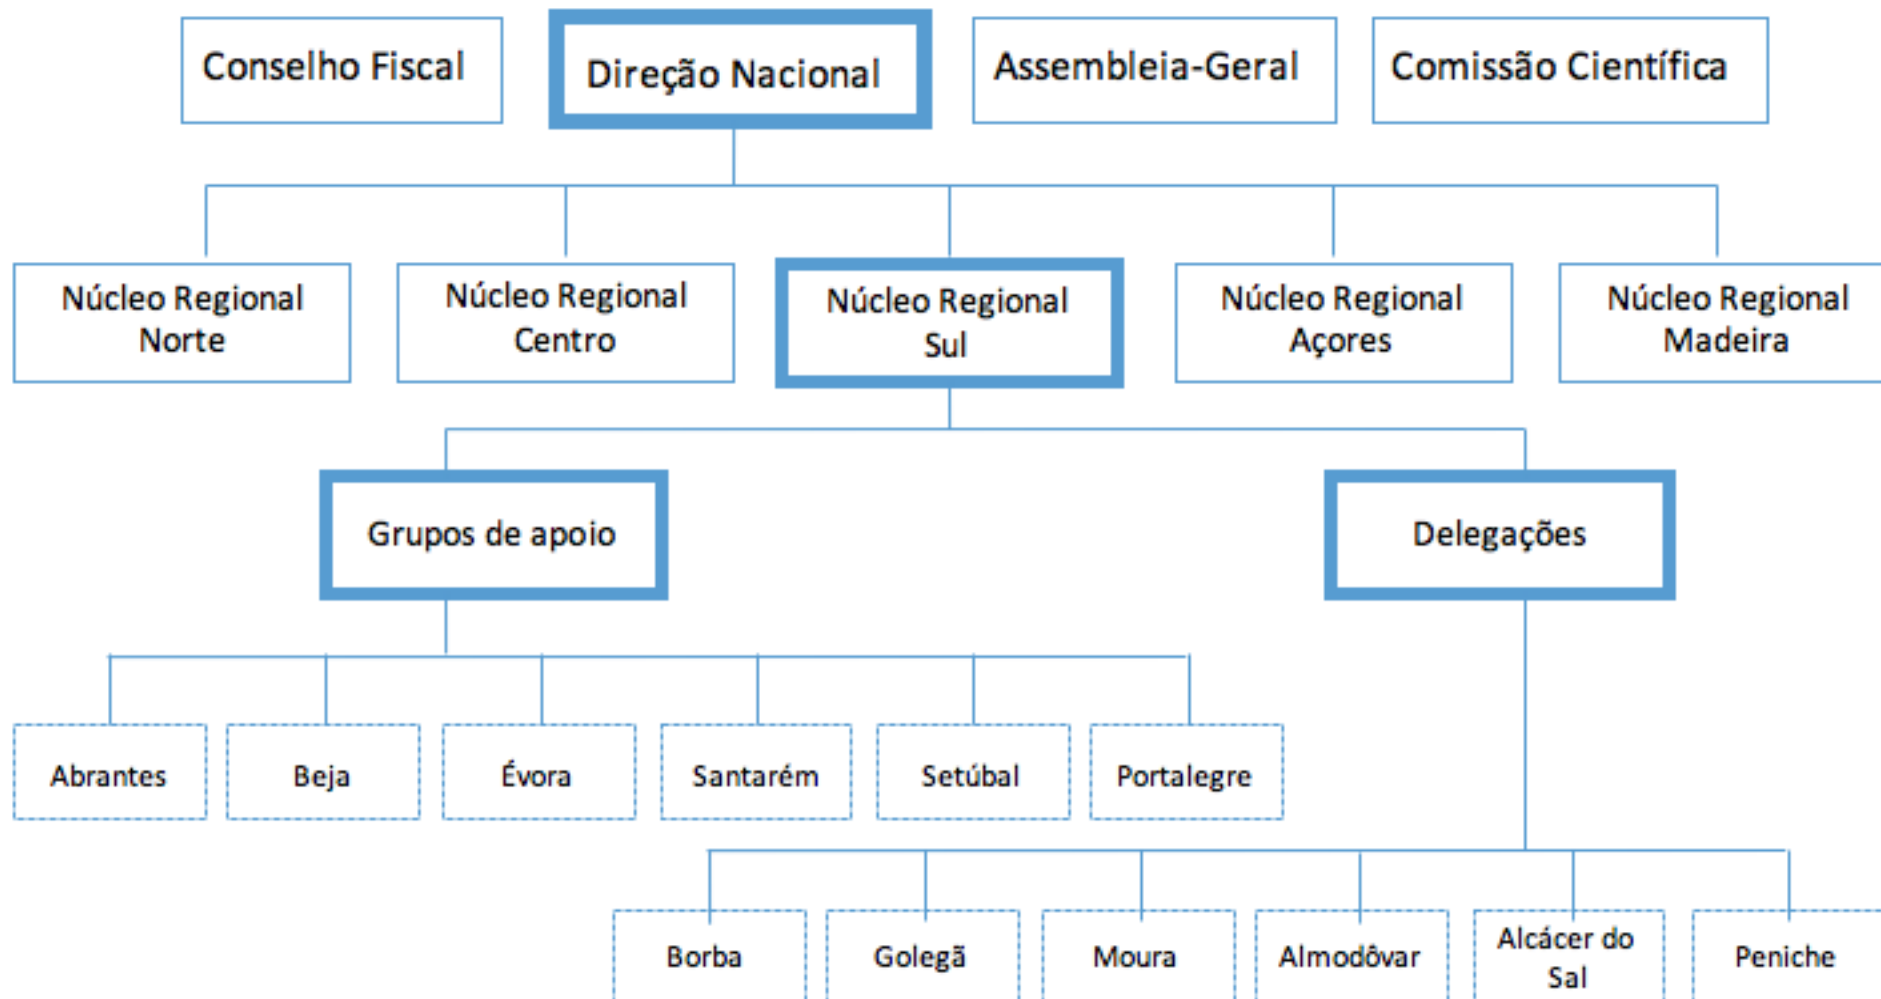 Conselho Fiscal
Direção Nacional
Assembleia-Geral
Comissão Científica
Núcleo Regional
Norte
Núcleo Regional
Centro
Núcleo Regional
Sul
Núcleo Regional
Açores
Núcleo Regional
Madeira
Grupos de apoio
Delegações
Abrantes
Beja
Évora
Santarém
Setúbal
Portalegre
Borba
Golegã
Moura
Almodôvar
Alcácer do
Sal
Peniche